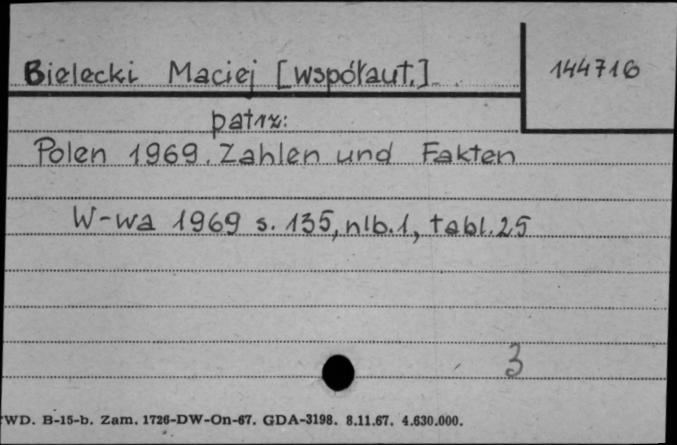 Bielecki Maciej [współaut.]
144716
patrz:
Polen 1969. Zahlen und Fakten
W-wa 1969 s. 135, nlb. 1, tabl. 25
3
WD. B-15-b. Zam. 1726-DW-On-67. GDA-3198. 8.11.67. 4.630.000.